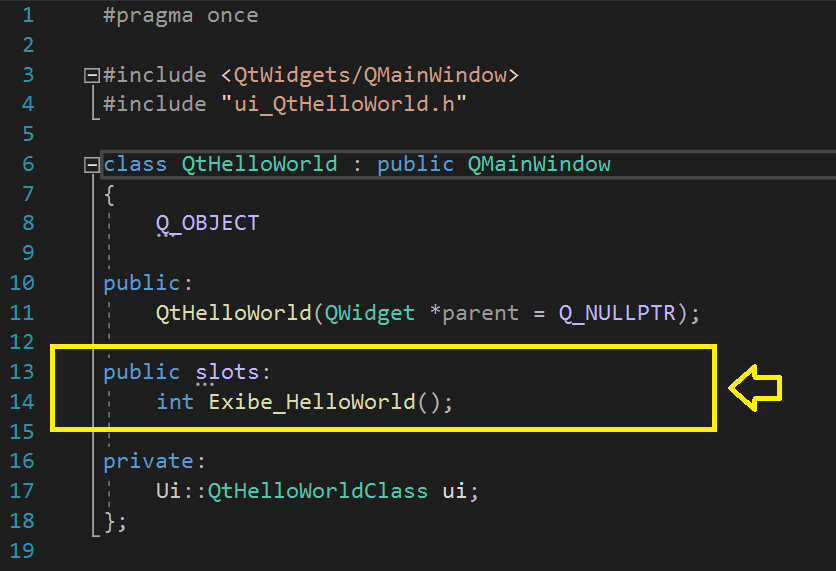 1 #pragma once
2
3 #include <QtWidgets/QMainWindow>
4 #include "ui_QtHelloWorld.h"
5
6 class QtHelloWorld : public QMainWindow
7 {
8 Q_OBJECT
9
10 public:
11 QtHelloWorld(QWidget *parent = Q_NULLPTR);
12
13 public slots:
14 int Exibe_HelloWorld();
15
16 private:
17 Ui::QtHelloWorldClass ui;
18 };
19